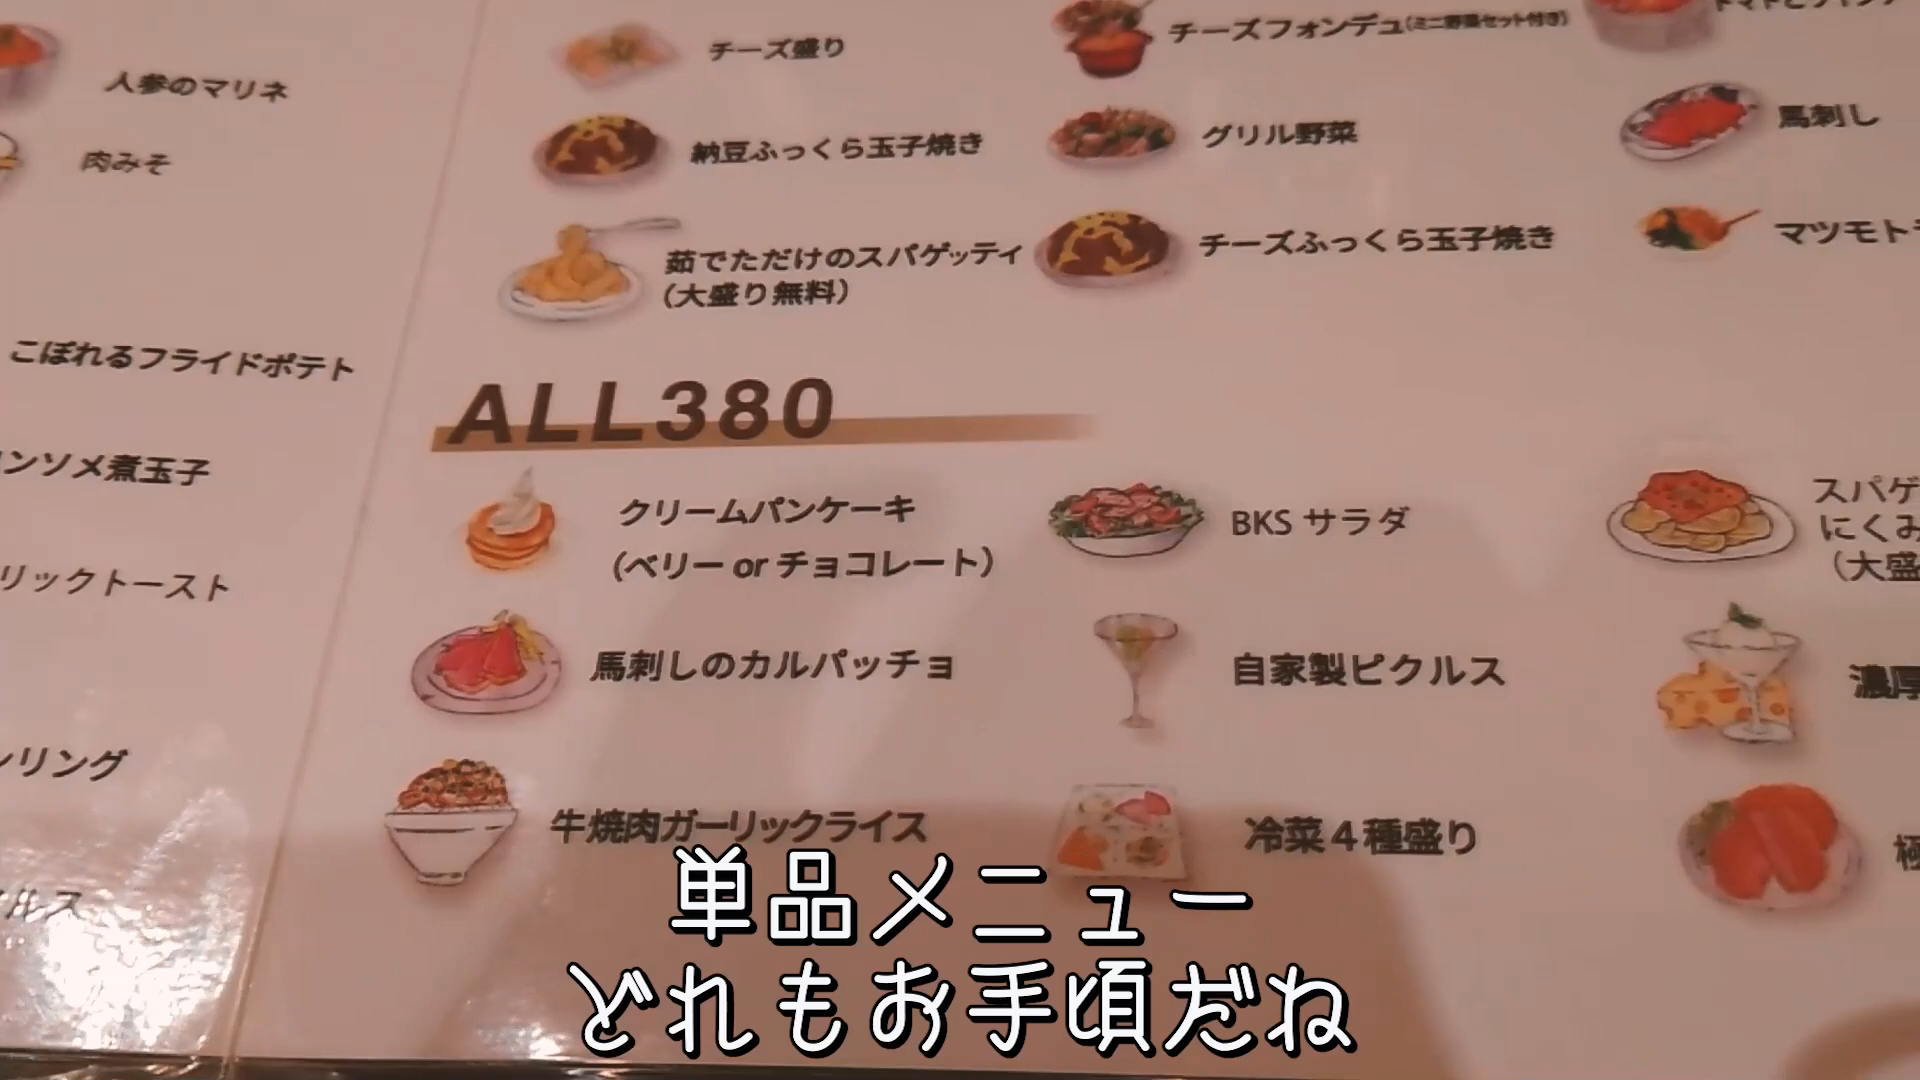 人参のマリネ
肉みそ
こぼれるフライドポテト
ンソメ煮玉子
リックトースト
リング
ルス
チーズ盛り
納豆ふっくら玉子焼き
茹でただけのスパゲッティ
(大盛り無料)
チーズフォンデュ(ミニ野菜セット付き)
グリル野菜
チーズふっくら玉子焼き
馬刺し
マツモト
ALL380
クリームパンケーキ
(ベリー or チョコレート)
馬刺しのカルパッチョ
牛焼肉ガーリックライス
BKS サラダ
自家製ピクルス
冷菜4種盛り
スパゲ
にくみ
(大盛
濃厚
極
単品メニュー
どれもお手頃だね